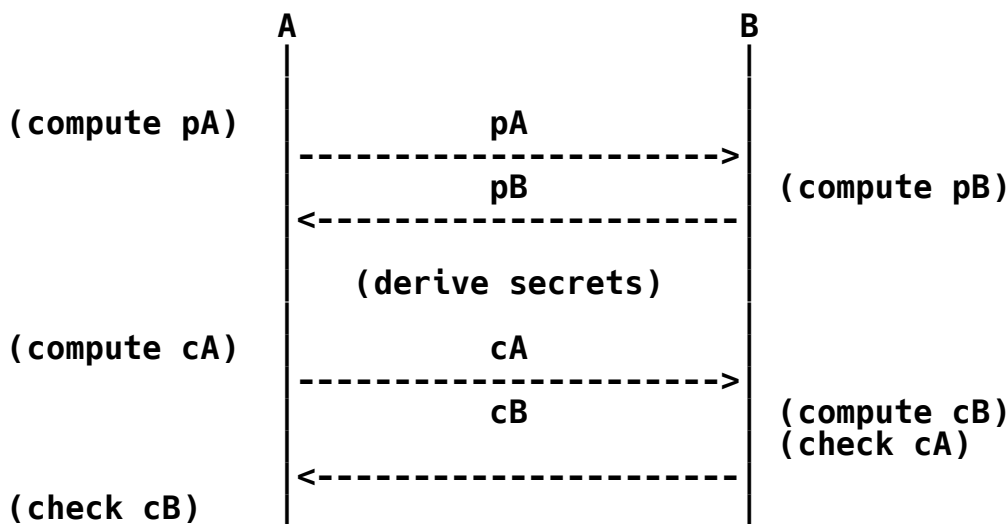 A B
(compute pA) pA
---------------------->
pB (compute pB)
<----------------------
(derive secrets)
(compute cA) cA
---------------------->
cB (compute cB)
(check cA)
<----------------------
(check cB)